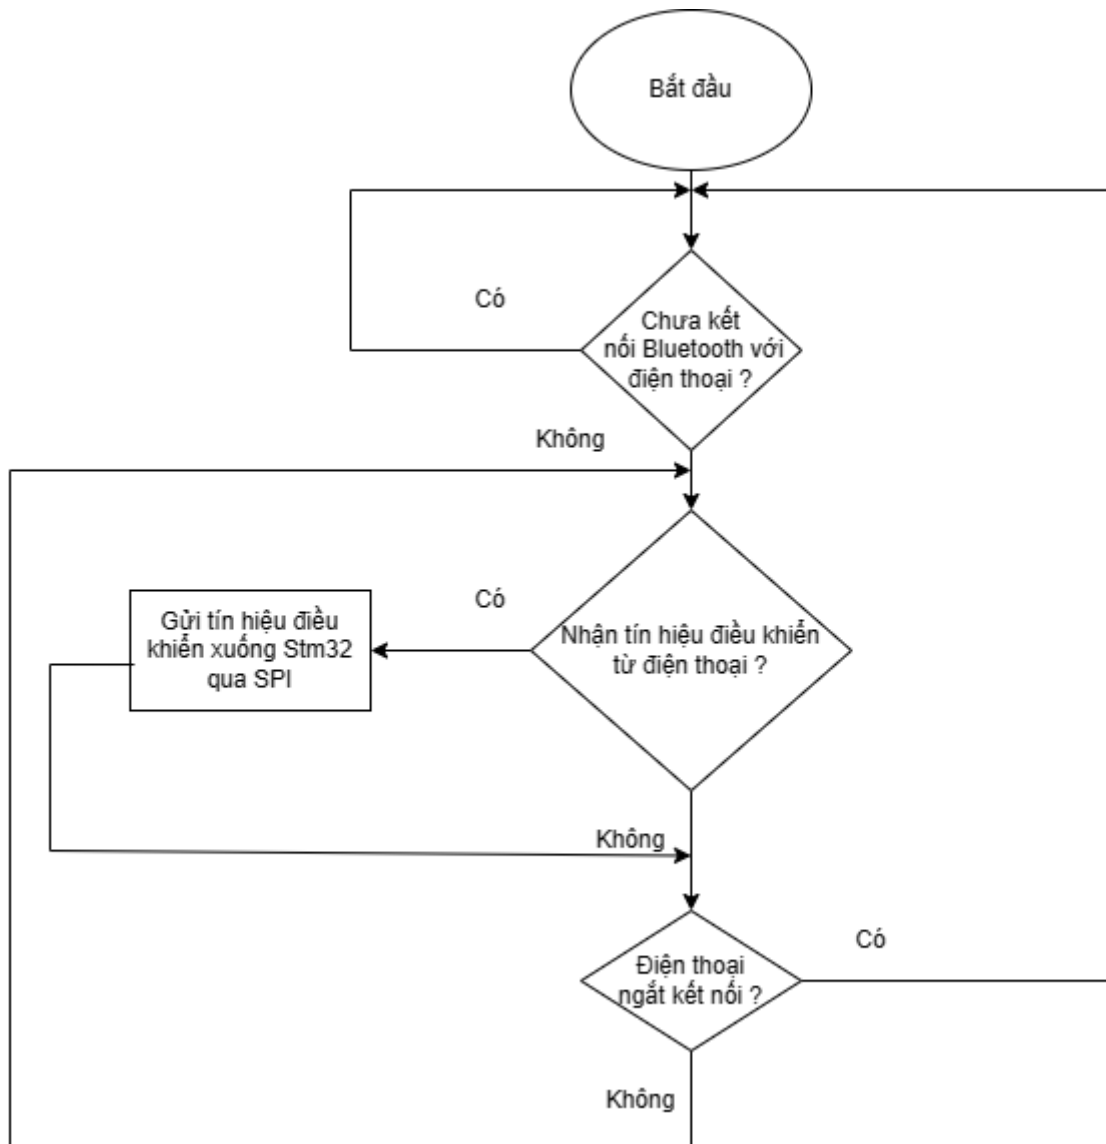 Bắt đầu
Có
Chưa kết
nối Bluetooth với
điện thoại ?
Không
Có
Gửi tín hiệu điều
khiển xuống Stm32
qua SPI
Nhận tín hiệu điều khiển
từ điện thoại ?
Không
Có
Điện thoại
ngắt kết nối ?
Không